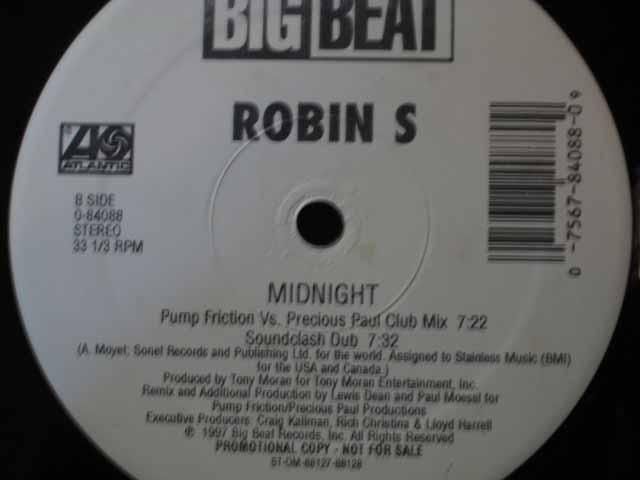 BIG BEAT
ROBIN S
ATLANTIC
B SIDE
0-84088
STEREO
33 1/3 RPM
0 -7567-84088-0 9
MIDNIGHT
Pump Friction Vs. Precious Paul Club Mix 7:22
Soundclash Dub 7:32
(A. Moyet; Sonet Records and Publishing Ltd. for the world. Assigned to Stainless Music (BMI)
for the USA and Canada.)
Produced by Tony Moran for Tony Moran Entertainment, Inc.
Remix and Additional Production by Lewis Dean and Paul Moessl for
Pump Friction/Precious Paul Productions
Executive Producers: Craig Kallman, Rich Christina & Lloyd Harrell
℗ 1997 Big Beat Records, Inc. All Rights Reserved
PROMOTIONAL COPY - NOT FOR SALE
ST-DM-88127-88128